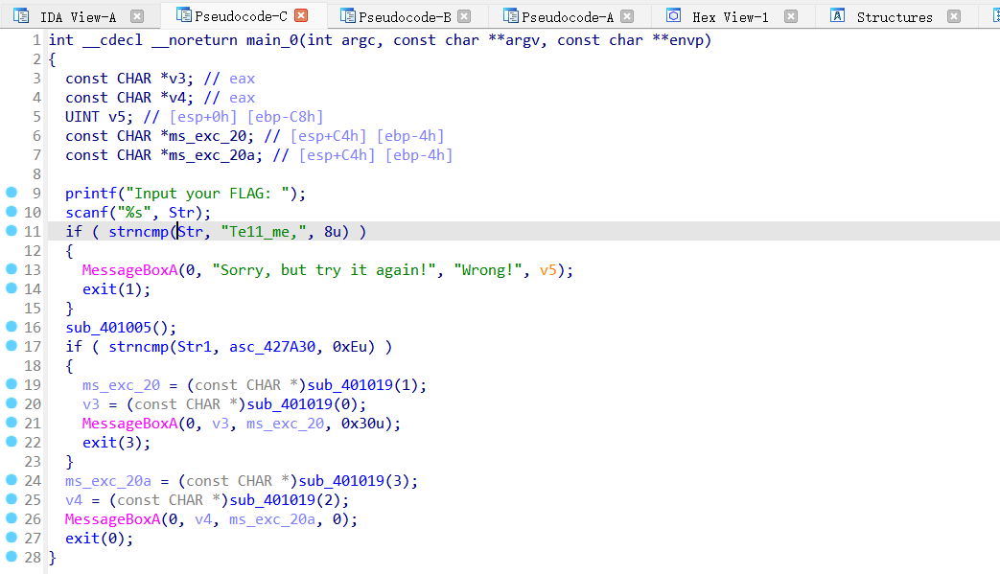 IDA View-A Pseudocode-C Pseudocode-B Pseudocode-A Hex View-1 Structures
1 int __cdecl __noreturn main_0(int argc, const char **argv, const char **envp)
2 {
3 const CHAR *v3; // eax
4 const CHAR *v4; // eax
5 UINT v5; // [esp+0h] [ebp-C8h]
6 const CHAR *ms_exc_20; // [esp+C4h] [ebp-4h]
7 const CHAR *ms_exc_20a; // [esp+C4h] [ebp-4h]
8
9 printf("Input your FLAG: ");
10 scanf("%s", Str);
11 if ( strncmp(Str, "Te11_me,", 8u) )
12 {
13 MessageBoxA(0, "Sorry, but try it again!", "Wrong!", v5);
14 exit(1);
15 }
16 sub_401005();
17 if ( strncmp(Str1, asc_427A30, 0xEu) )
18 {
19 ms_exc_20 = (const CHAR *)sub_401019(1);
20 v3 = (const CHAR *)sub_401019(0);
21 MessageBoxA(0, v3, ms_exc_20, 0x30u);
22 exit(3);
23 }
24 ms_exc_20a = (const CHAR *)sub_401019(3);
25 v4 = (const CHAR *)sub_401019(2);
26 MessageBoxA(0, v4, ms_exc_20a, 0);
27 exit(0);
28 }